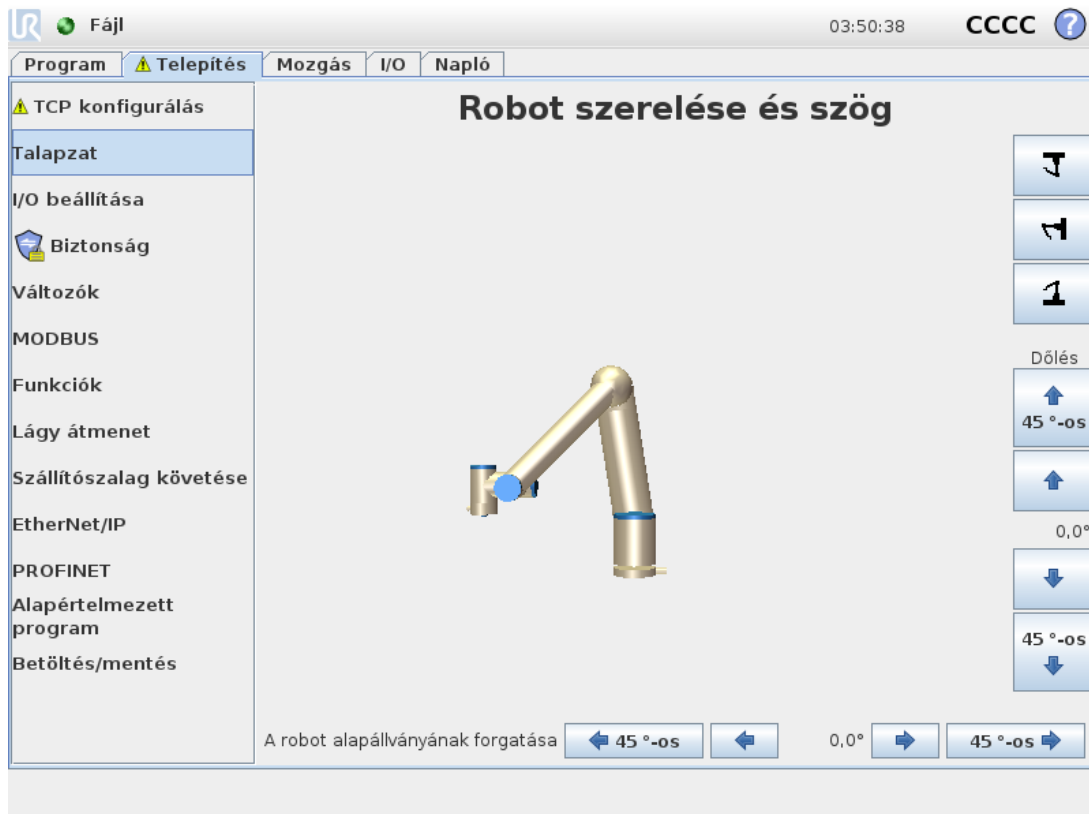 UR Fájl 03:50:38 CCCC ?
Program Telepítés Mozgás I/O Napló
TCP konfigurálás
Talapzat
I/O beállítása
Biztonság
Változók
MODBUS
Funkciók
Lágy átmenet
Szállítószalag követése
EtherNet/IP
PROFINET
Alapértelmezett
program
Betöltés/mentés
Robot szerelése és szög
Dőlés
45 °-os
0,0°
45 °-os
A robot alapállványának forgatása 45 °-os 0,0° 45 °-os